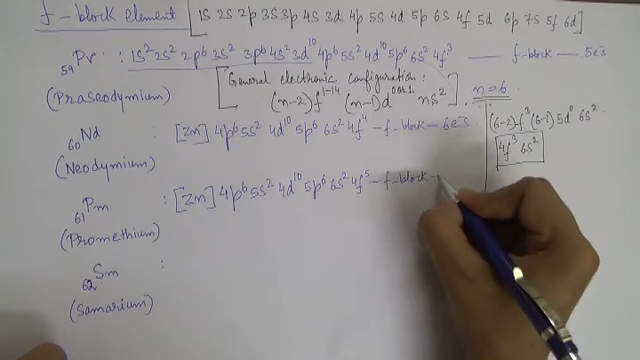 f-block element [1S 2S 2p 3S 3p 4S 3d 4p 5S 4d 5p 6S 4f 5d 6p 7S 5f 6d]
₅₉Pr : 1S² 2S² 2p⁶ 3S² 3p⁶ 4S² 3d¹⁰ 4p⁶ 5S² 4d¹⁰ 5p⁶ 6S² 4f³ — f-block — 5e⁻s
(Praseodymium)
[General electronic configuration:
(n-2)f¹⁻¹⁴ (n-1)d⁰ᵒʳ¹ nS²]
n=6
(6-2)f³ (6-1) 5d⁰ 6S²
4f³ 6S²
₆₀Nd : [Zn] 4p⁶ 5S² 4d¹⁰ 5p⁶ 6S² 4f⁴ - f-block - 6e⁻s
(Neodymium)
₆₁Pm : [Zn] 4p⁶ 5S² 4d¹⁰ 5p⁶ 6S² 4f⁵ - f-block -
(Promethium)
₆₂Sm :
(Samarium)